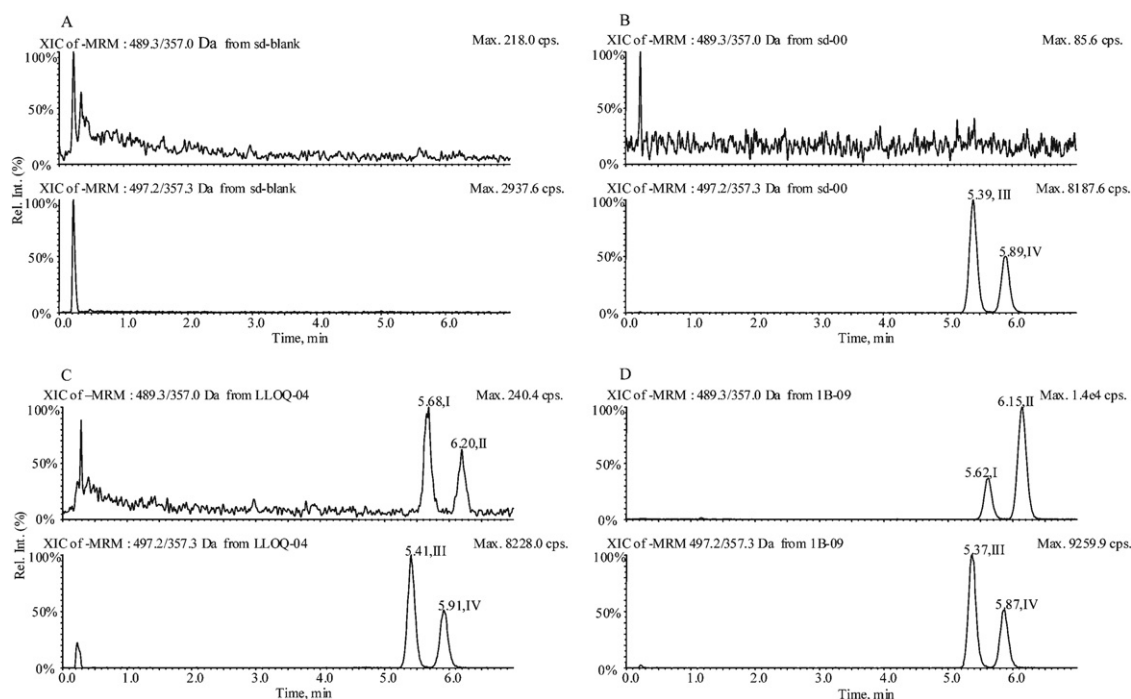 A
XIC of -MRM : 489.3/357.0 Da from sd-blank Max. 218.0 cps.
100%
50%
0%
XIC of -MRM : 497.2/357.3 Da from sd-blank Max. 2937.6 cps.
100%
50%
0%
0.0 1.0 2.0 3.0 4.0 5.0 6.0
Time, min
Rel. Int. (%)
B
XIC of -MRM : 489.3/357.0 Da from sd-00 Max. 85.6 cps.
100%
50%
0%
XIC of -MRM : 497.2/357.3 Da from sd-00 Max. 8187.6 cps.
100%
5.39, III
50%
5.89,IV
0%
0.0 1.0 2.0 3.0 4.0 5.0 6.0
Time, min
C
XIC of –MRM : 489.3/357.0 Da from LLOQ-04 Max. 240.4 cps.
5.68,I
100%
6.20,II
50%
0%
XIC of -MRM : 497.2/357.3 Da from LLOQ-04 Max. 8228.0 cps.
5.41,III
100%
5.91,IV
50%
0%
0.0 1.0 2.0 3.0 4.0 5.0 6.0
Time, min
Rel. Int. (%)
D
XIC of -MRM : 489.3/357.0 Da from 1B-09 Max. 1.4e4 cps.
6.15,II
100%
5.62,I
50%
0%
XIC of -MRM 497.2/357.3 Da from 1B-09 Max. 9259.9 cps.
5.37,III
100%
5.87,IV
50%
0%
0.0 1.0 2.0 3.0 4.0 5.0 6.0
Time, min